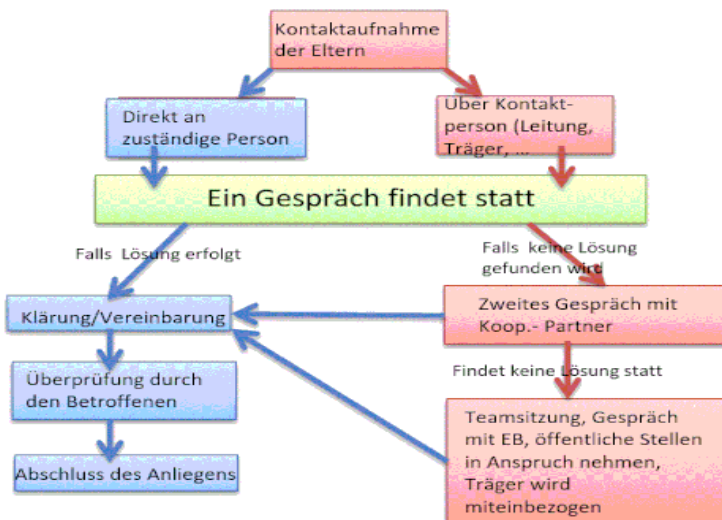 Kontaktaufnahme
der Eltern
Direkt an
zuständige Person
Über Kontakt-
person (Leitung,
Träger, ...
Ein Gespräch findet statt
Falls Lösung erfolgt
Falls keine Lösung
gefunden wird
Klärung/Vereinbarung
Zweites Gespräch mit
Koop.- Partner
Überprüfung durch
den Betroffenen
Findet keine Lösung statt
Abschluss des Anliegens
Teamsitzung, Gespräch
mit EB, öffentliche Stellen
in Anspruch nehmen,
Träger wird
miteinbezogen